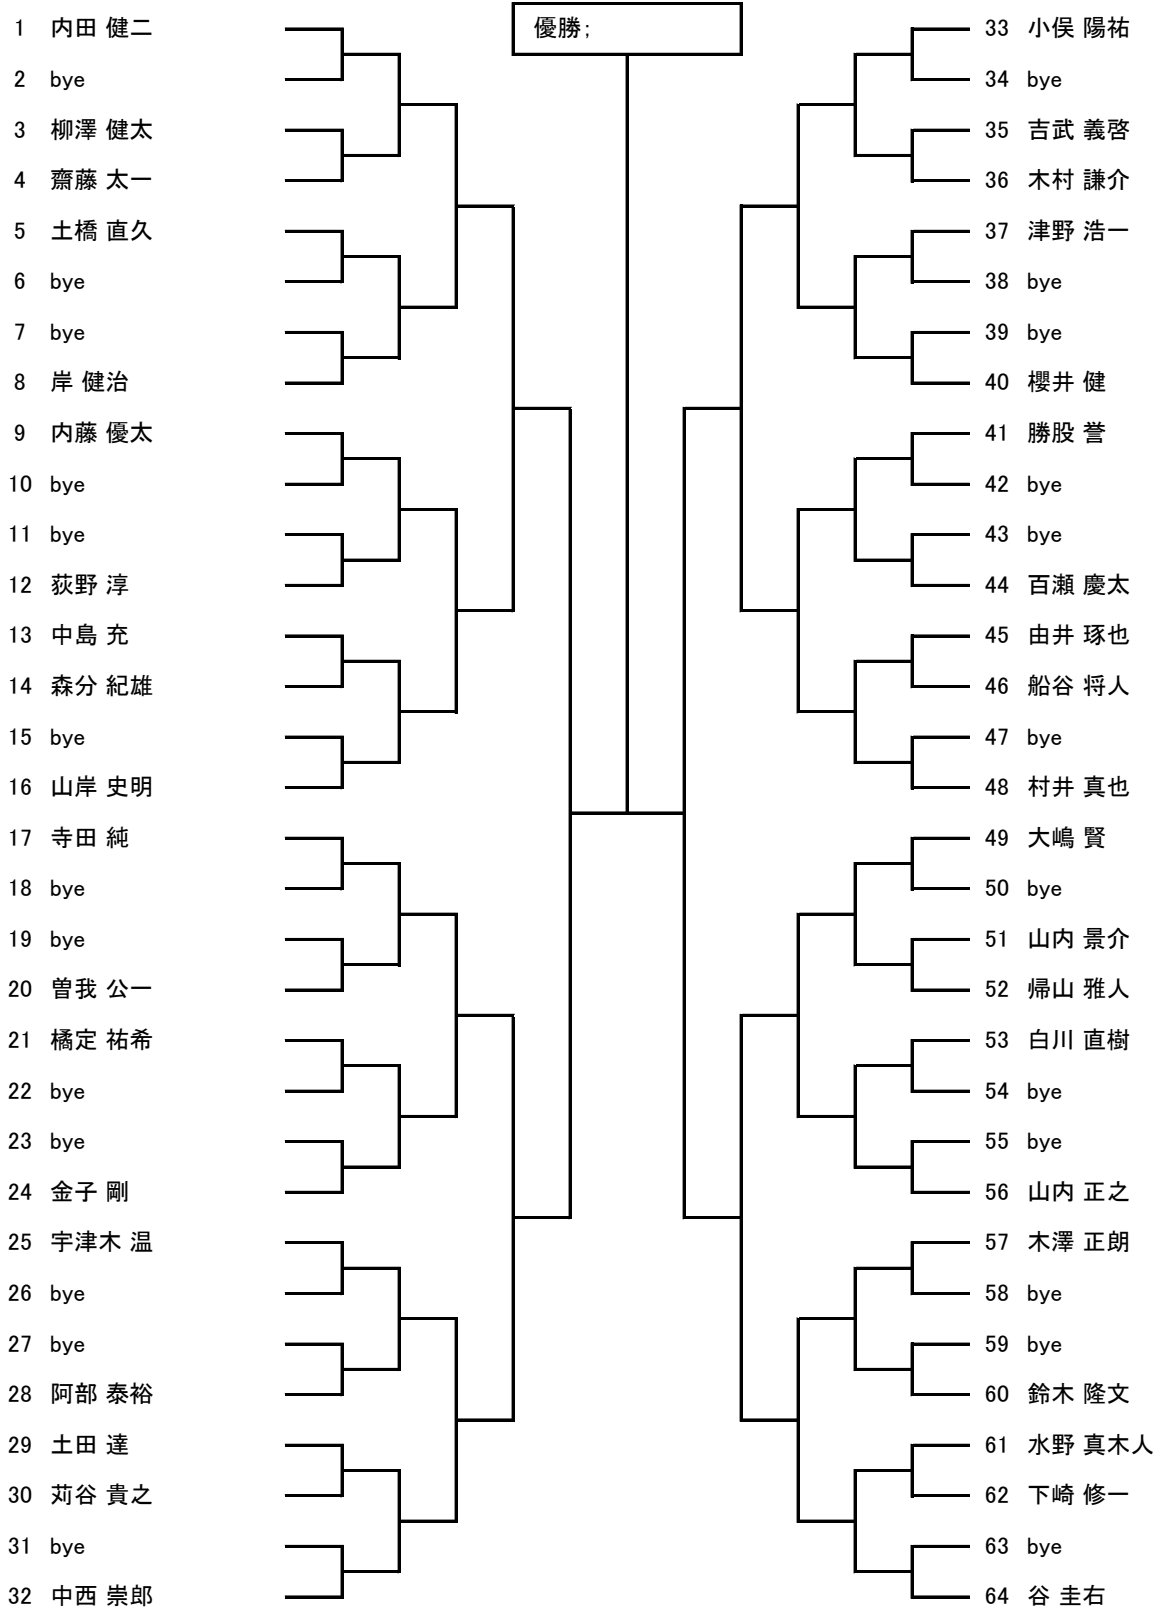 優勝;
1 内田 健二
2 bye
3 柳澤 健太
4 齋藤 太一
5 土橋 直久
6 bye
7 bye
8 岸 健治
9 内藤 優太
10 bye
11 bye
12 荻野 淳
13 中島 充
14 森分 紀雄
15 bye
16 山岸 史明
17 寺田 純
18 bye
19 bye
20 曽我 公一
21 橘定 祐希
22 bye
23 bye
24 金子 剛
25 宇津木 温
26 bye
27 bye
28 阿部 泰裕
29 土田 達
30 苅谷 貴之
31 bye
32 中西 崇郎
33 小俣 陽祐
34 bye
35 吉武 義啓
36 木村 謙介
37 津野 浩一
38 bye
39 bye
40 櫻井 健
41 勝股 誉
42 bye
43 bye
44 百瀬 慶太
45 由井 琢也
46 船谷 将人
47 bye
48 村井 真也
49 大嶋 賢
50 bye
51 山内 景介
52 帰山 雅人
53 白川 直樹
54 bye
55 bye
56 山内 正之
57 木澤 正朗
58 bye
59 bye
60 鈴木 隆文
61 水野 真木人
62 下崎 修一
63 bye
64 谷 圭右